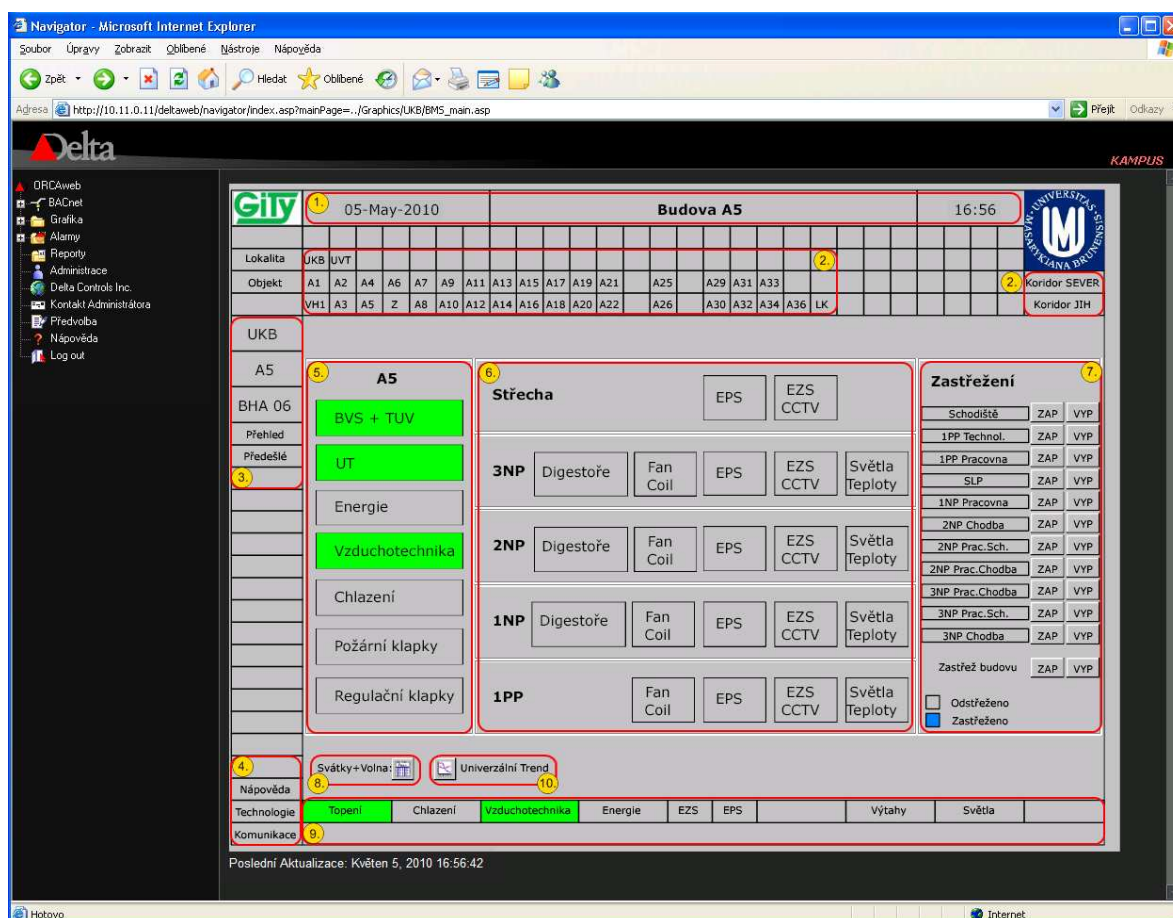 Navigator - Microsoft Internet Explorer
Soubor Úpravy Zobrazit Oblíbené Nástroje Nápověda
Zpět Hledat Oblíbené
Adresa http://10.11.0.11/deltaweb/navigator/index.asp?mainPage=../Graphics/UKB/BMS_main.asp Přejít Odkazy
Delta
KAMPUS
ORCAweb
BACnet
Grafika
Alarmy
Reporty
Administrace
Delta Controls Inc.
Kontakt Administrátora
Předvolba
Nápověda
Log out
GiTy 1. 05-May-2010 Budova A5 16:56
UNIVERSITAS MASARYKIANA BRUNENSIS
Lokalita UKB UVT 2.
Objekt A1 A2 A4 A6 A7 A9 A11 A13 A15 A17 A19 A21 A25 A29 A31 A33 2. Koridor SEVER
VH1 A3 A5 Z A8 A10 A12 A14 A16 A18 A20 A22 A26 A30 A32 A34 A36 LK Koridor JIH
UKB
A5
BHA 06
Přehled
Předešlé
3.
5. A5
BVS + TUV
UT
Energie
Vzduchotechnika
Chlazení
Požární klapky
Regulační klapky
6.
Střecha EPS EZS CCTV
3NP Digestoře Fan Coil EPS EZS CCTV Světla Teploty
2NP Digestoře Fan Coil EPS EZS CCTV Světla Teploty
1NP Digestoře Fan Coil EPS EZS CCTV Světla Teploty
1PP Fan Coil EPS EZS CCTV Světla Teploty
7.
Zastřežení
Schodiště ZAP VYP
1PP Technol. ZAP VYP
1PP Pracovna ZAP VYP
SLP ZAP VYP
1NP Pracovna ZAP VYP
2NP Chodba ZAP VYP
2NP Prac.Sch. ZAP VYP
2NP Prac.Chodba ZAP VYP
3NP Prac.Chodba ZAP VYP
3NP Prac.Sch. ZAP VYP
3NP Chodba ZAP VYP
Zastřež budovu ZAP VYP
Odstřeženo
Zastřeženo
4.
Nápověda
Technologie
Komunikace
Svátky+Volna:
8.
Univerzální Trend
10.
Topení Chlazení Vzduchotechnika Energie EZS EPS Výtahy Světla
9.
Poslední Aktualizace: Květen 5, 2010 16:56:42
Hotovo Internet